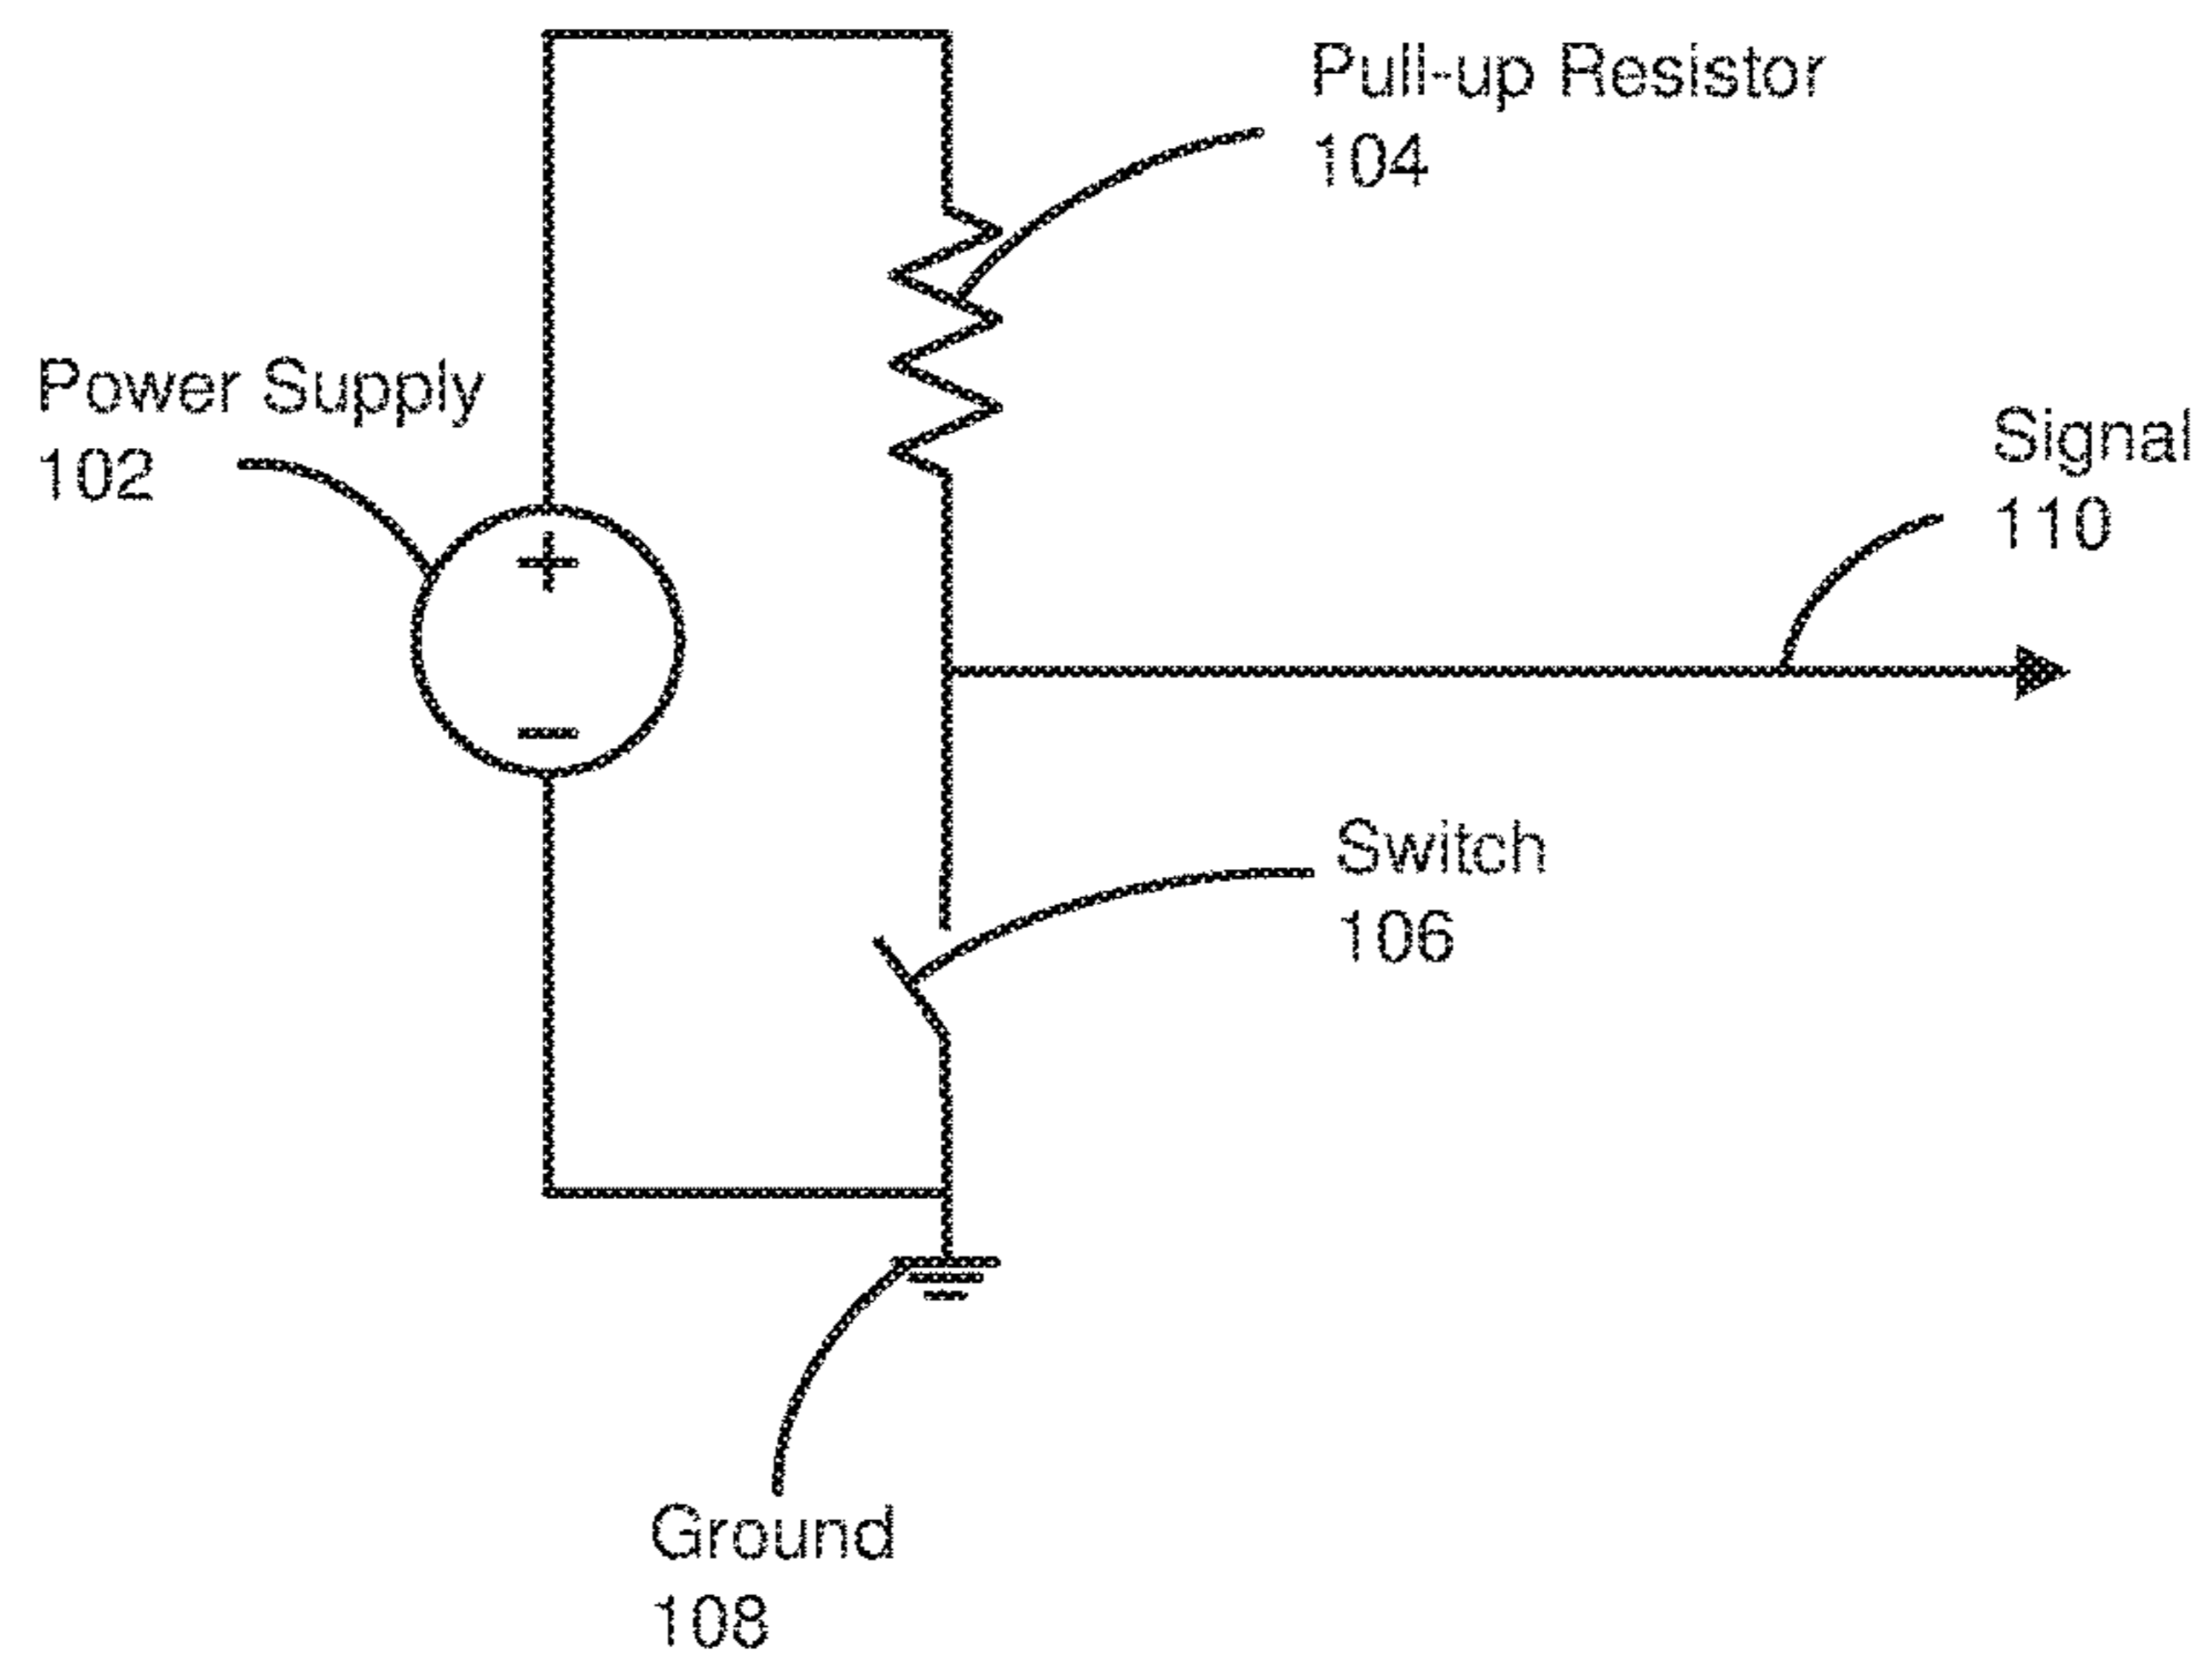 Pull-up Resistor
104
Power Supply
102
+
Signal
110
–
Switch
106
Ground
108